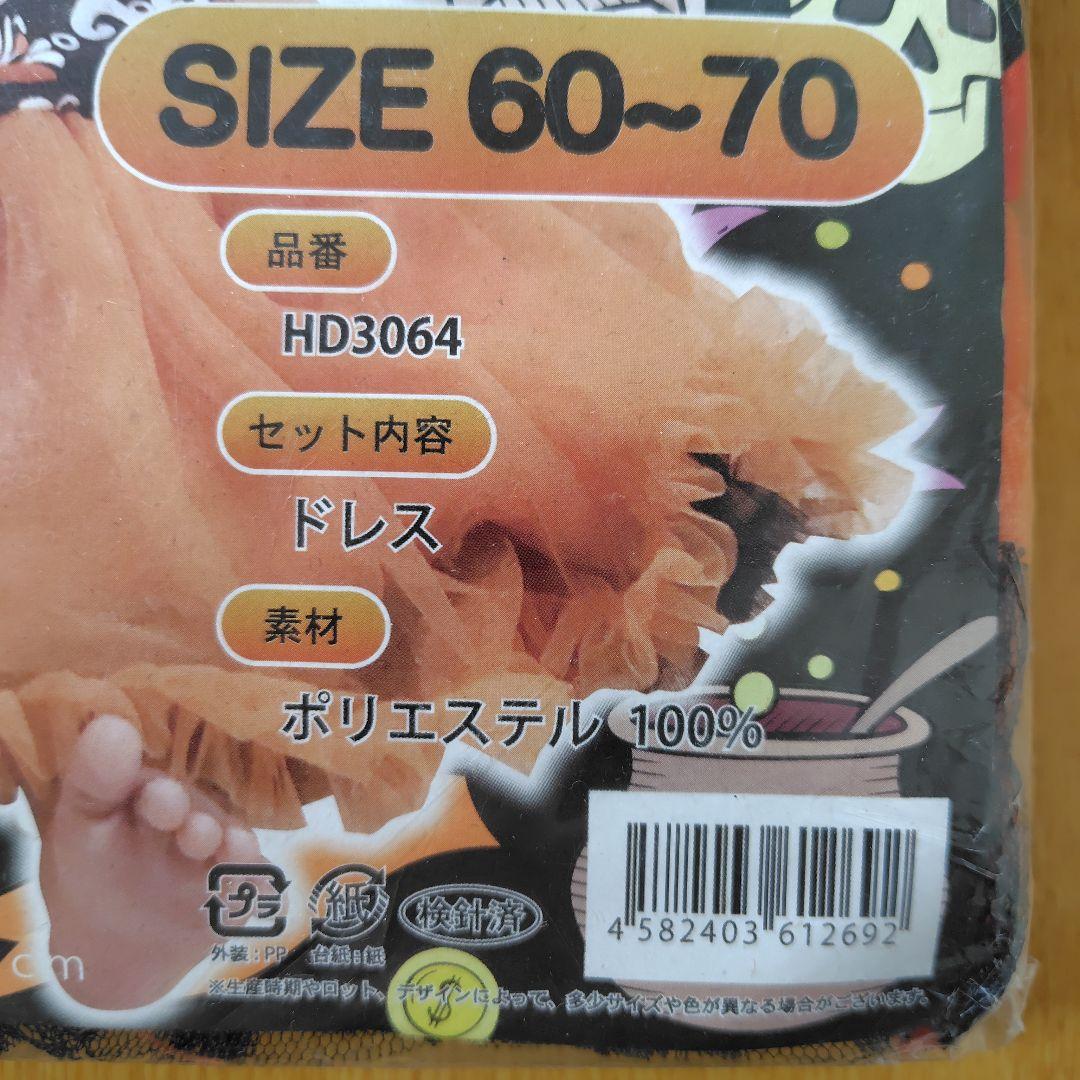 SIZE 60~70
品番
HD3064
セット内容
ドレス
素材
ポリエステル 100%
プラ
紙
検針済
外装:PP
台紙:紙
4 582403 612692
cm
※生産時期やロット、デザインによって、多少サイズや色が異なる場合がございます。